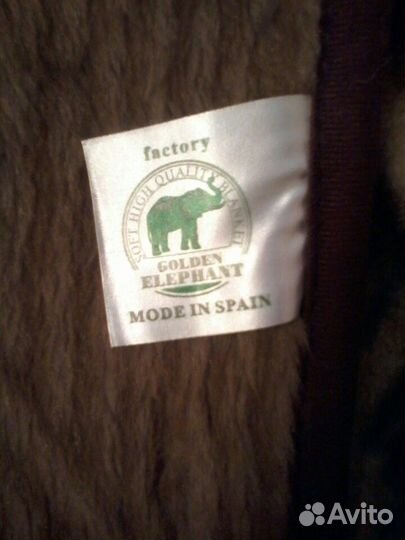 factory
SOFT HIGH QUALITY BLANKET
GOLDEN
ELEPHANT
MODE IN SPAIN
Avito